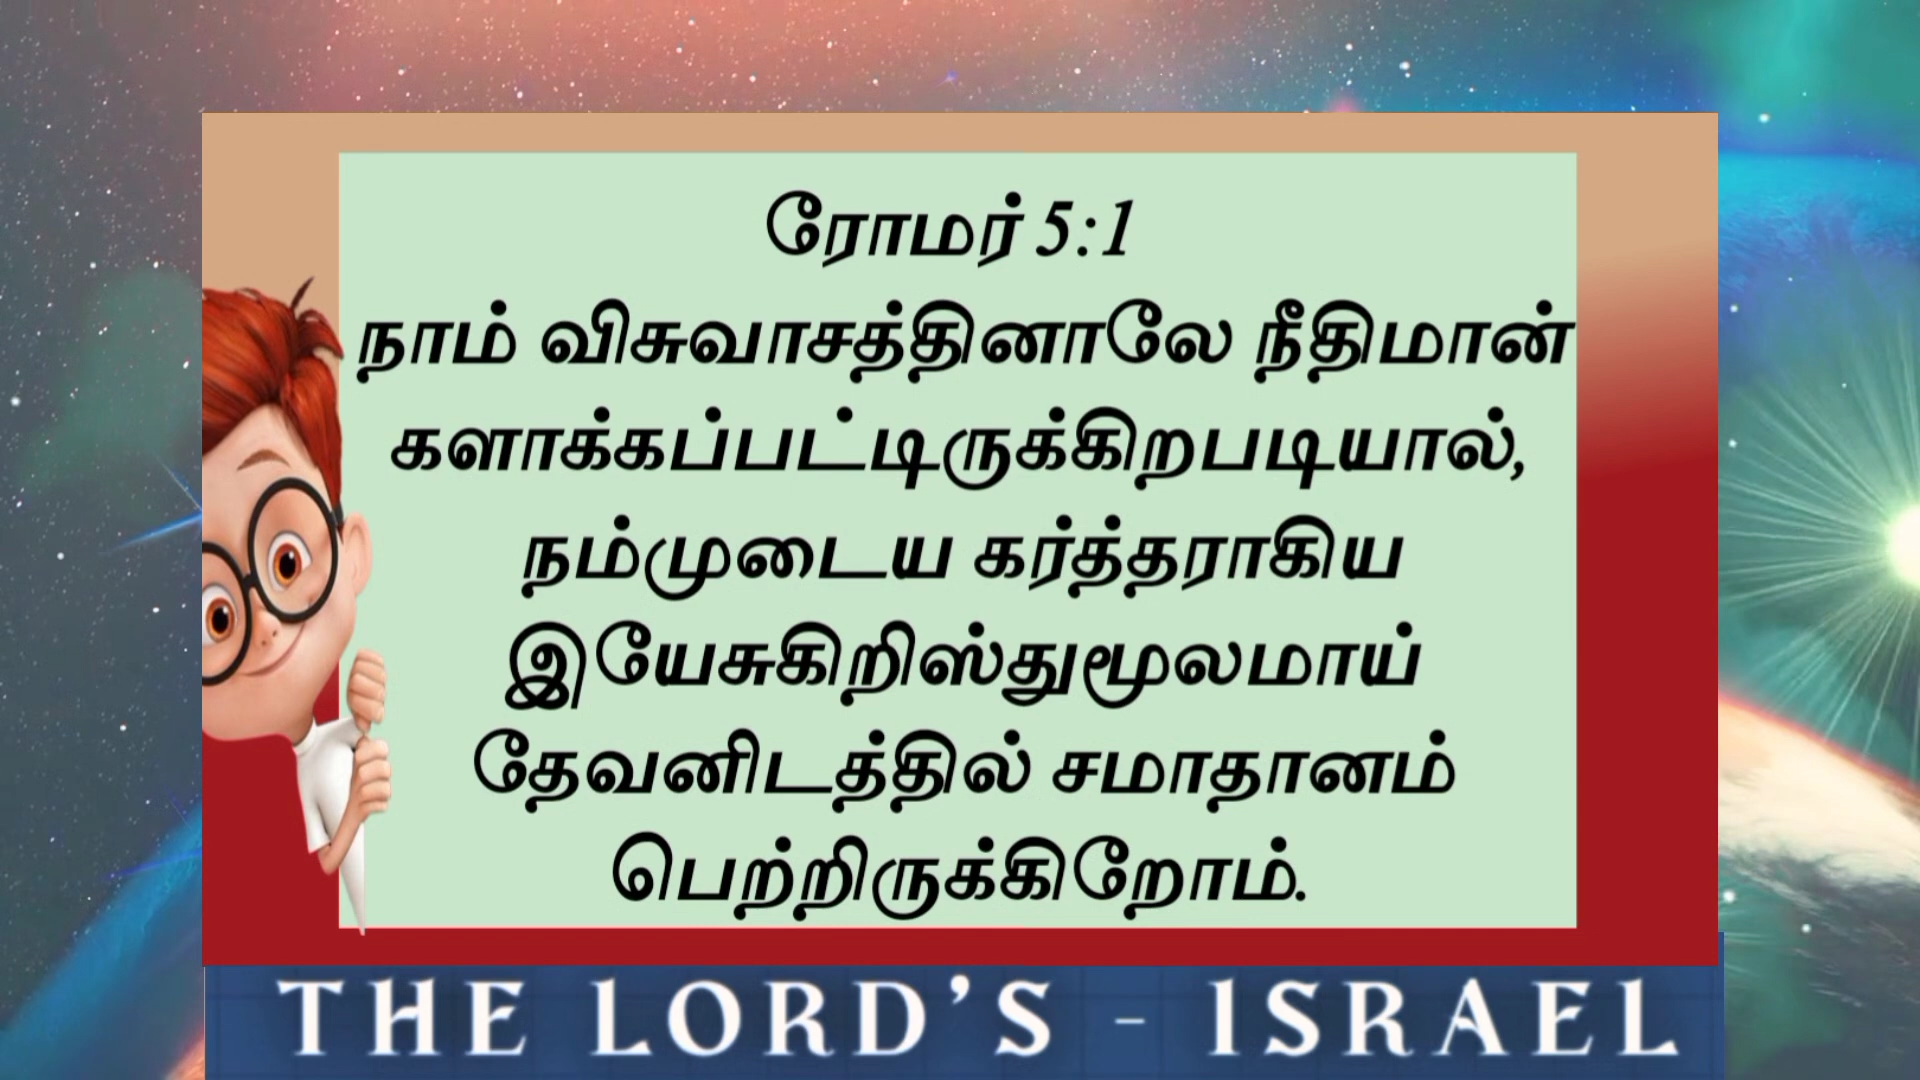 ரோமர் 5:1
நாம் விசுவாசத்தினாலே நீதிமான்
களாக்கப்பட்டிருக்கிறபடியால்,
நம்முடைய கர்த்தராகிய
இயேசுகிறிஸ்துமூலமாய்
தேவனிடத்தில் சமாதானம்
பெற்றிருக்கிறோம்.
THE LORD'S - ISRAEL